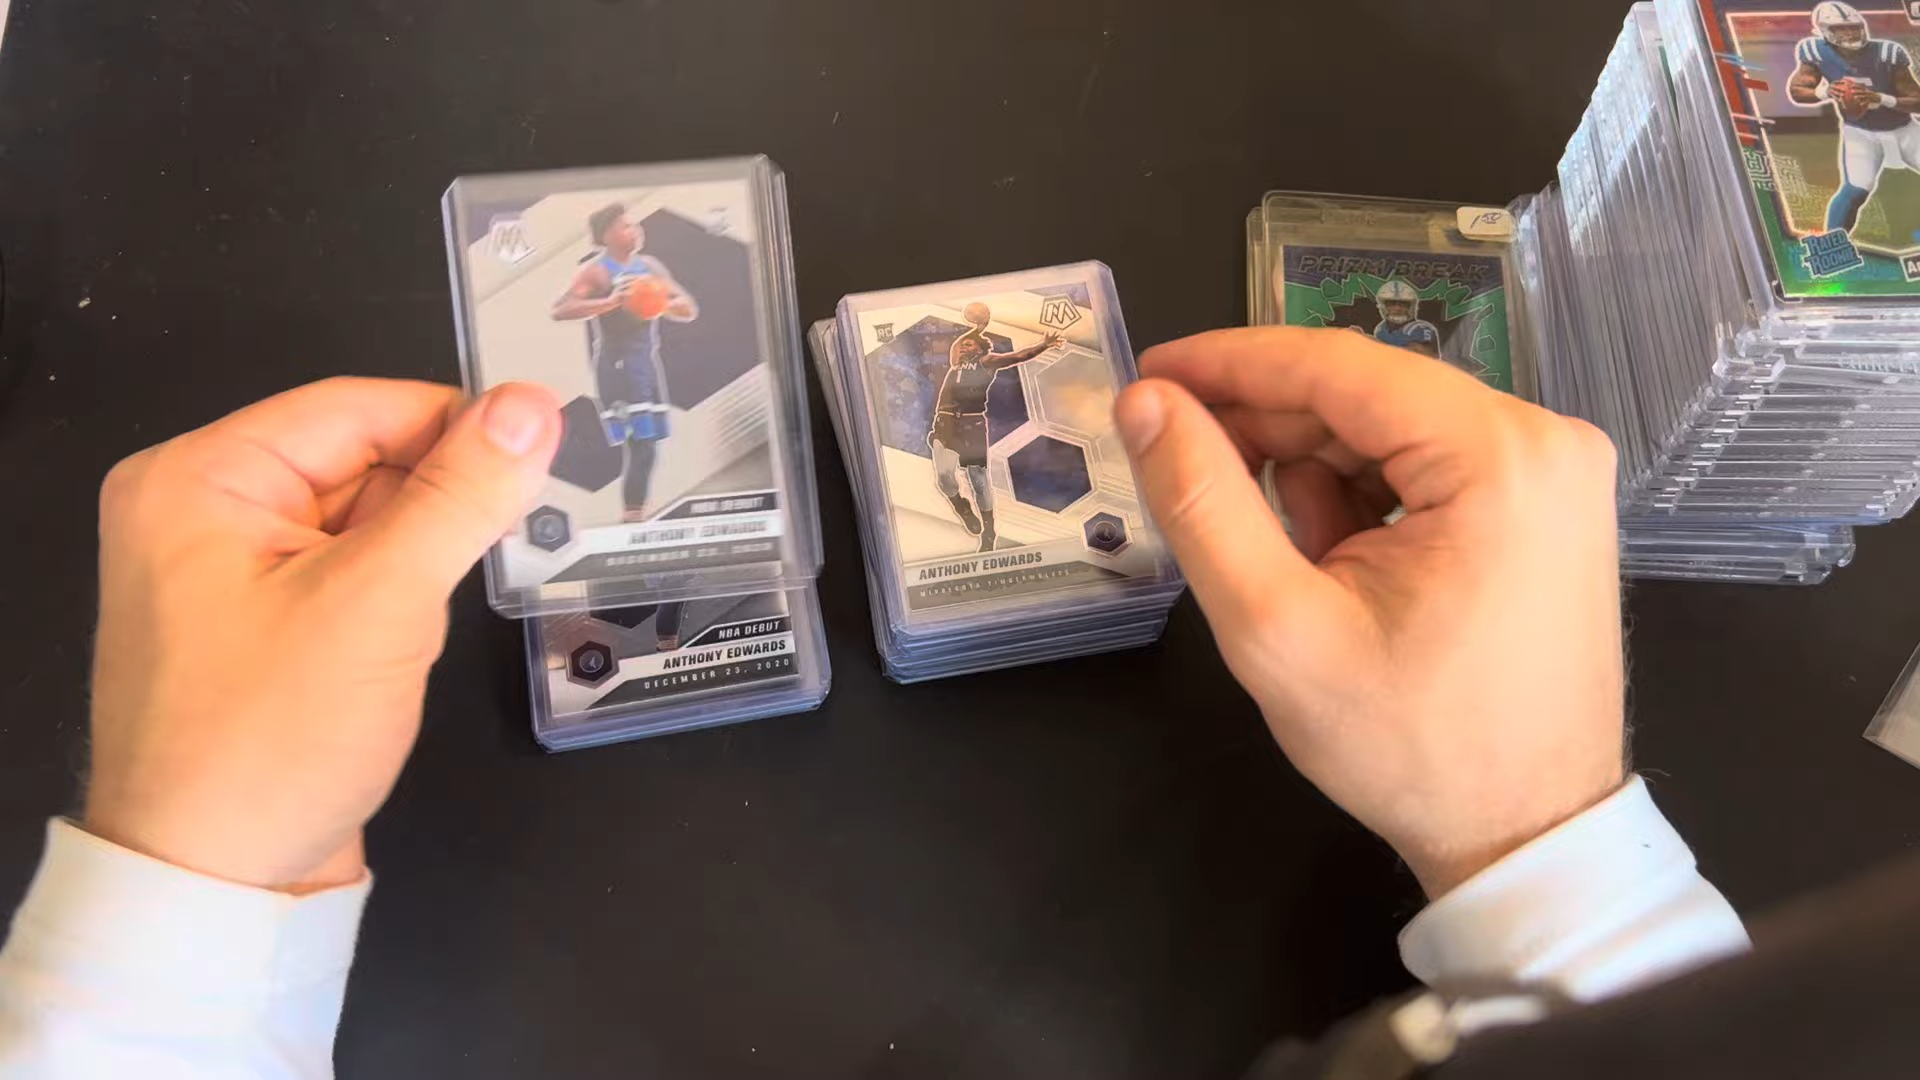 NBA DEBUT
ANTHONY EDWARDS
NBA DEBUT
ANTHONY EDWARDS
DECEMBER 23, 2020
RC
ANTHONY EDWARDS
MINNESOTA TIMBERWOLVES
PRIZM BREAK
RATED
ROOKIE